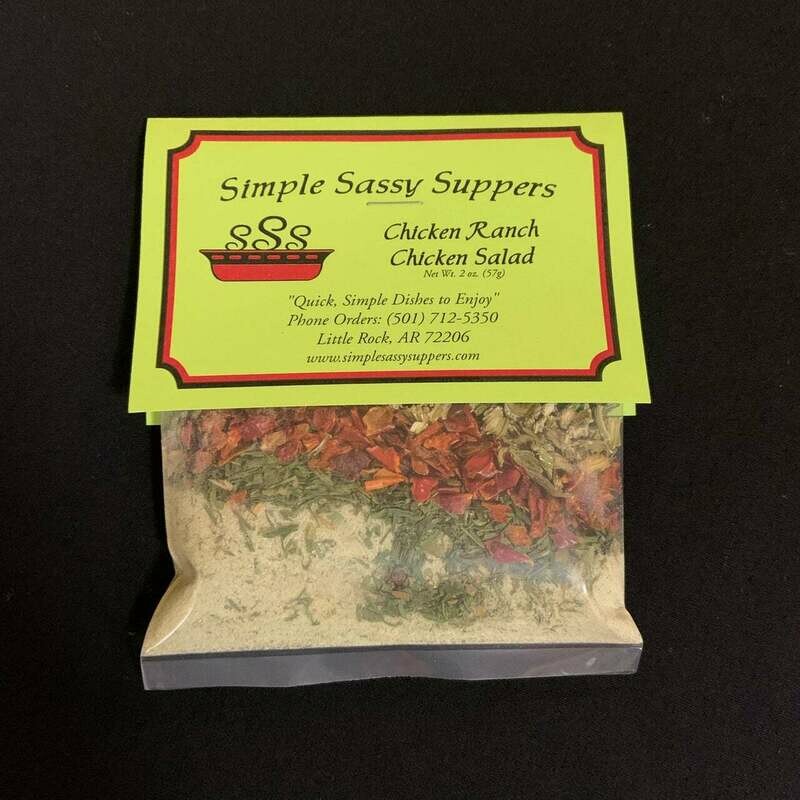 Simple Sassy Suppers
SSS
Chicken Ranch
Chicken Salad
Net Wt. 2 oz. (57g)
"Quick, Simple Dishes to Enjoy"
Phone Orders: (501) 712-5350
Little Rock, AR 72206
www.simplesassysuppers.com